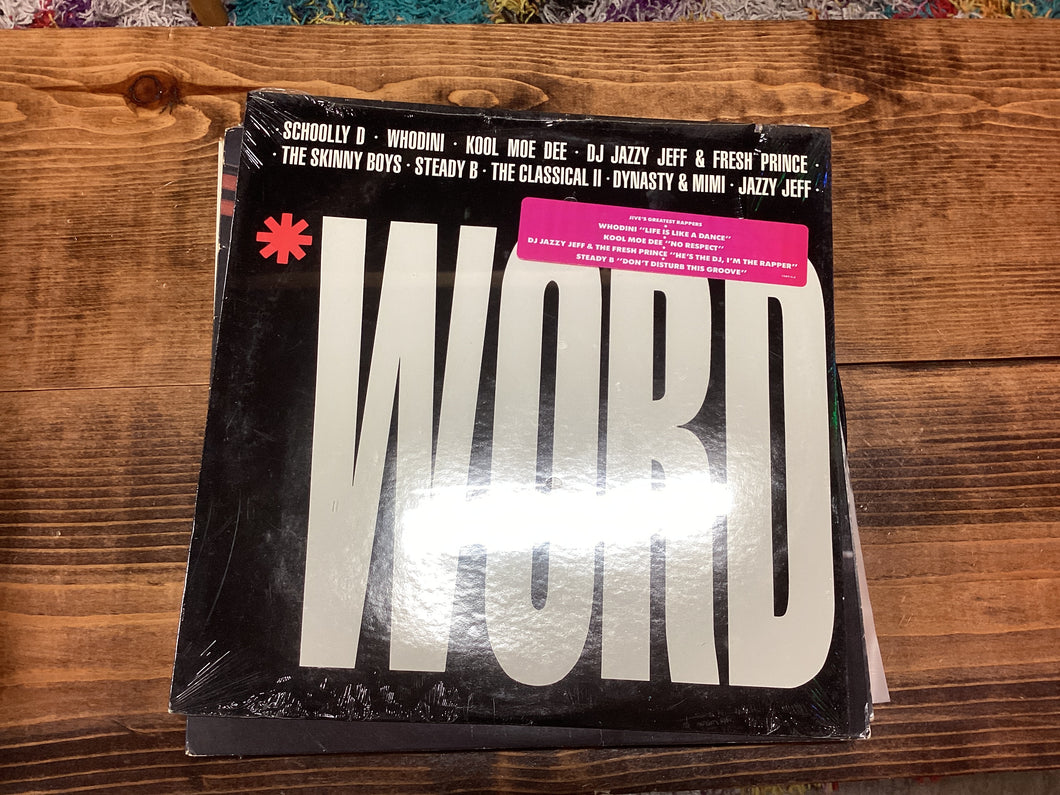 · SCHOOLLY D · WHODINI · KOOL MOE DEE · DJ JAZZY JEFF & FRESH PRINCE ·
· THE SKINNY BOYS · STEADY B · THE CLASSICAL II · DYNASTY & MIMI · JAZZY JEFF ·
JIVE'S GREATEST RAPPERS
WHODINI "LIFE IS LIKE A DANCE"
KOOL MOE DEE "NO RESPECT"
DJ JAZZY JEFF & THE FRESH PRINCE "HE'S THE DJ, I'M THE RAPPER"
STEADY B "DON'T DISTURB THIS GROOVE"
*WORD